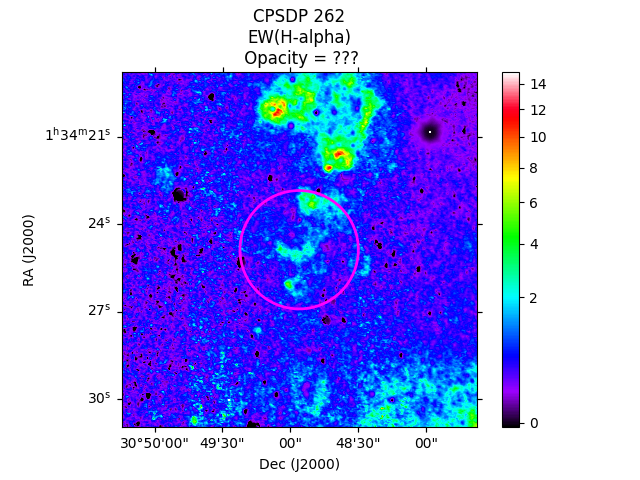 CPSDP 262
EW(H-alpha)
Opacity = ???
1ʰ34ᵐ21ˢ
24ˢ
27ˢ
30ˢ
RA (J2000)
30°50'00" 49'30" 00" 48'30" 00"
Dec (J2000)
14
12
10
8
6
4
2
0